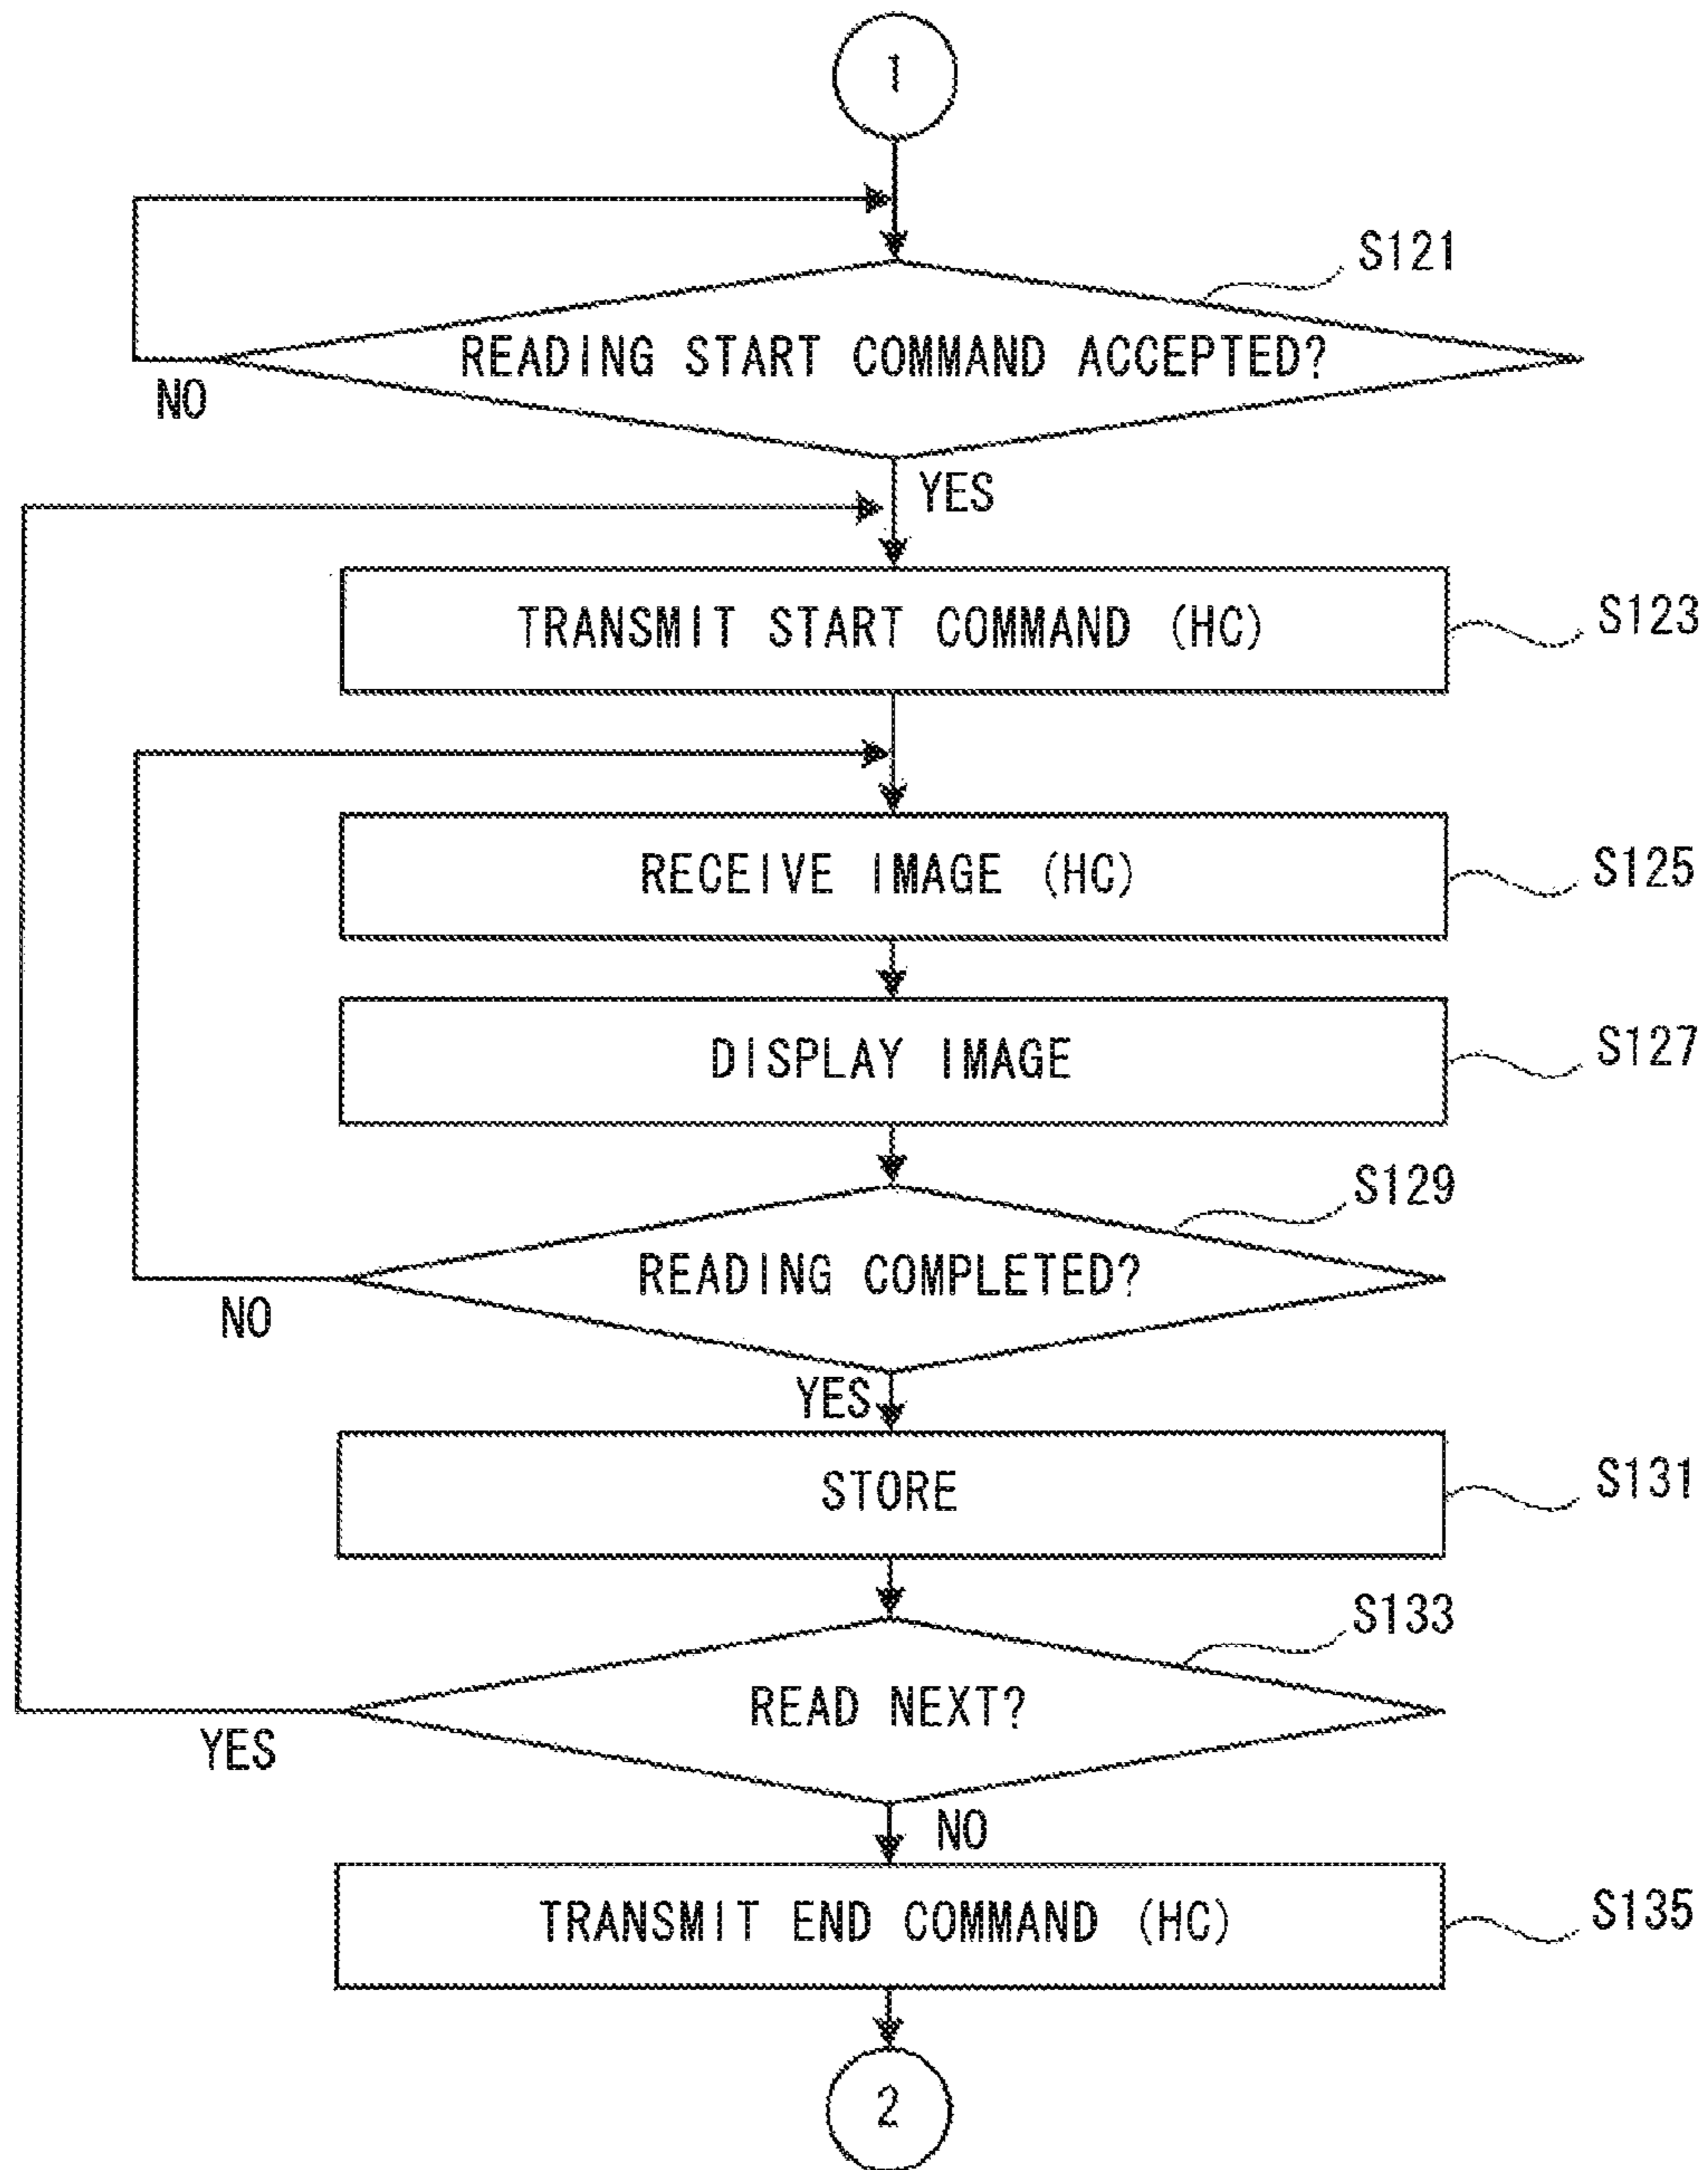 1
S121
READING START COMMAND ACCEPTED?
NO
YES
TRANSMIT START COMMAND (HC)
S123
RECEIVE IMAGE (HC)
S125
DISPLAY IMAGE
S127
S129
READING COMPLETED?
NO
YES
STORE
S131
S133
READ NEXT?
YES
NO
TRANSMIT END COMMAND (HC)
S135
2